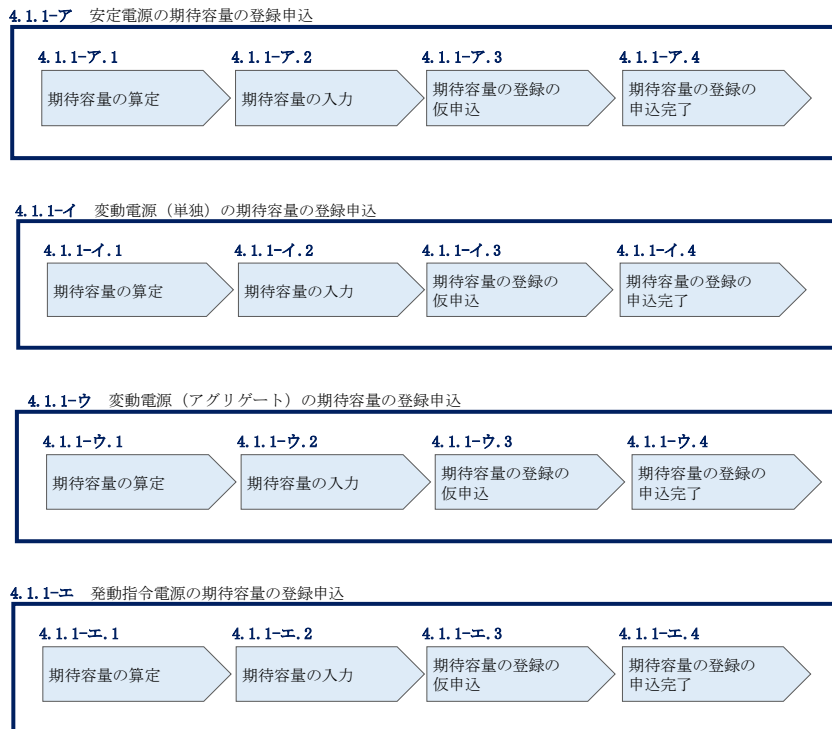 4.1.1-ア 安定電源の期待容量の登録申込
4.1.1-ア.1 4.1.1-ア.2 4.1.1-ア.3 4.1.1-ア.4
期待容量の算定
期待容量の入力
期待容量の登録の
仮申込
期待容量の登録の
申込完了
4.1.1-イ 変動電源（単独）の期待容量の登録申込
4.1.1-イ.1 4.1.1-イ.2 4.1.1-イ.3 4.1.1-イ.4
期待容量の算定
期待容量の入力
期待容量の登録の
仮申込
期待容量の登録の
申込完了
4.1.1-ウ 変動電源（アグリゲート）の期待容量の登録申込
4.1.1-ウ.1 4.1.1-ウ.2 4.1.1-ウ.3 4.1.1-ウ.4
期待容量の算定
期待容量の入力
期待容量の登録の
仮申込
期待容量の登録の
申込完了
4.1.1-エ 発動指令電源の期待容量の登録申込
4.1.1-エ.1 4.1.1-エ.2 4.1.1-エ.3 4.1.1-エ.4
期待容量の算定
期待容量の入力
期待容量の登録の
仮申込
期待容量の登録の
申込完了